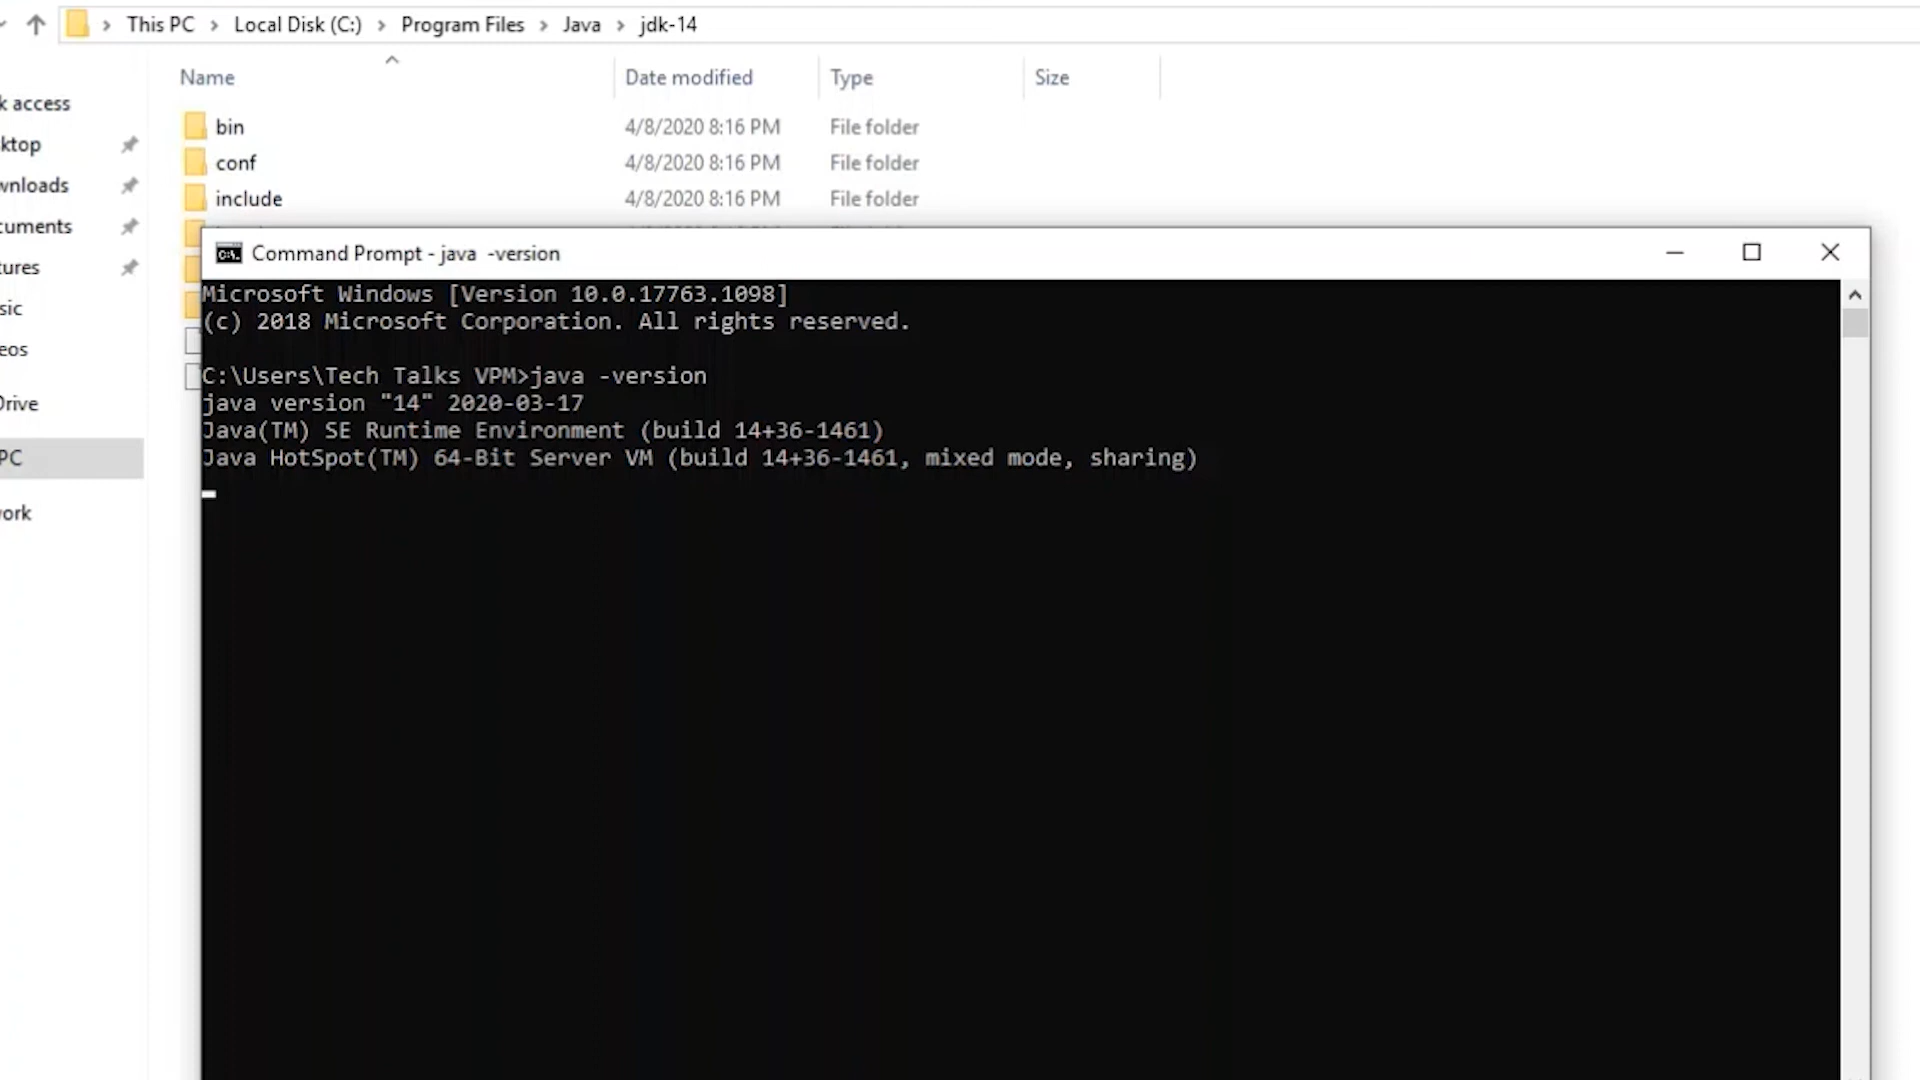 This PC > Local Disk (C:) > Program Files > Java > jdk-14
Name Date modified Type Size
bin 4/8/2020 8:16 PM File folder
conf 4/8/2020 8:16 PM File folder
include 4/8/2020 8:16 PM File folder
k access
ktop
wnloads
cuments
tures
sic
eos
Drive
PC
work
Command Prompt - java  -version
Microsoft Windows [Version 10.0.17763.1098]
(c) 2018 Microsoft Corporation. All rights reserved.
C:\Users\Tech Talks VPM>java -version
java version "14" 2020-03-17
Java(TM) SE Runtime Environment (build 14+36-1461)
Java HotSpot(TM) 64-Bit Server VM (build 14+36-1461, mixed mode, sharing)